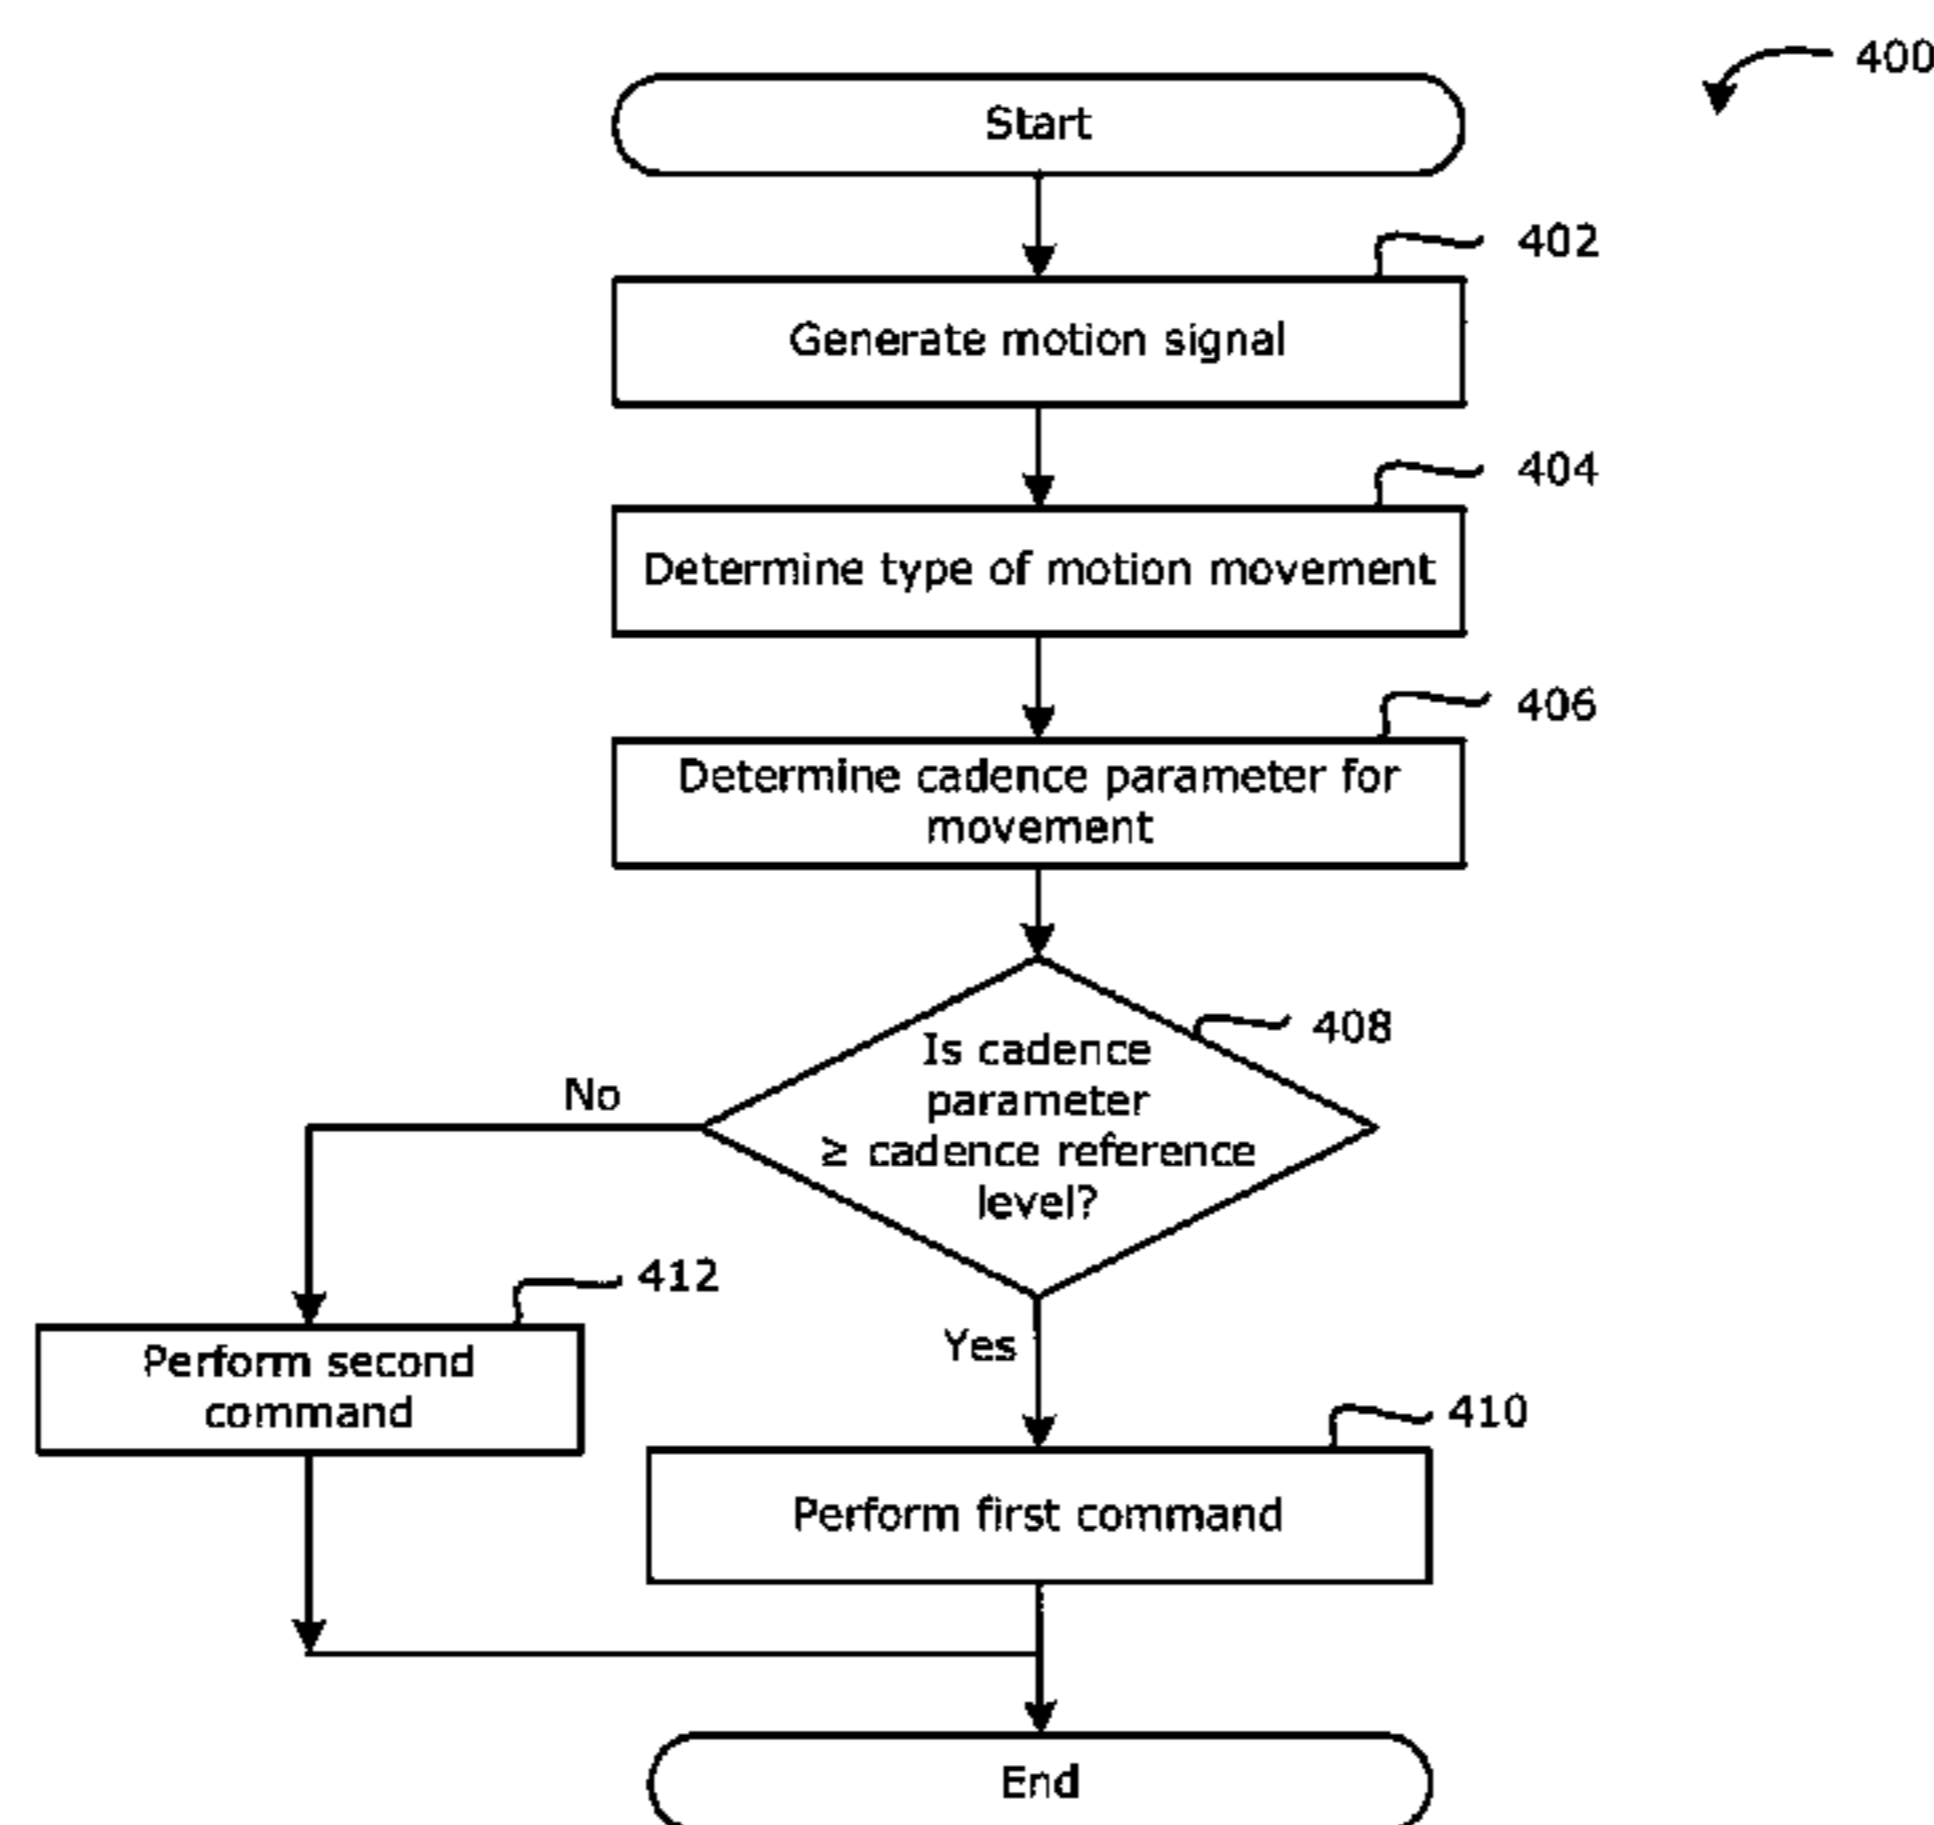 400
Start
402
Generate motion signal
404
Determine type of motion movement
406
Determine cadence parameter for
movement
408
Is cadence
parameter
≥ cadence reference
level?
No
412
Perform second
command
Yes
410
Perform first command
End